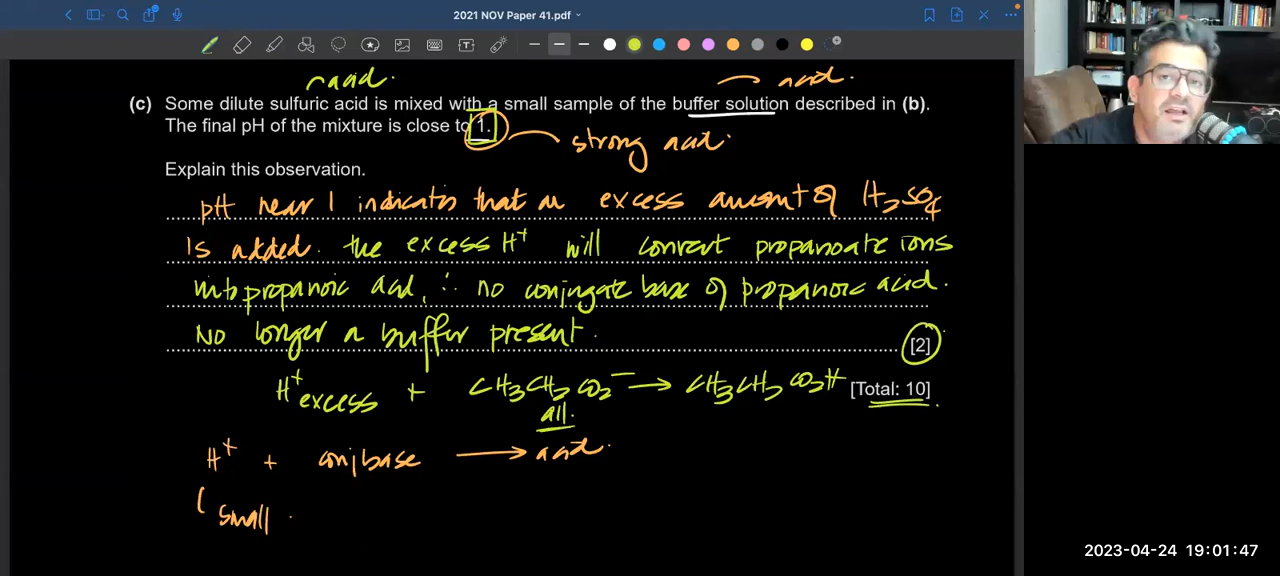 2021 NOV Paper 41.pdf
acid.
acid.
(c) Some dilute sulfuric acid is mixed with a small sample of the buffer solution described in (b).
The final pH of the mixture is close to 1.
strong acid.
Explain this observation.
pH near 1 indicates that an excess amount of H2SO4
is added. the excess H+ will convert propanoate ions
into propanoic acid, ∴ no conjugate base of propanoic acid.
No longer a buffer present.
[2]
H+ excess + CH3CH2CO2− → CH3CH2CO2H
[Total: 10]
all.
H+ + conj base → acid.
( small .
2023-04-24 19:01:47